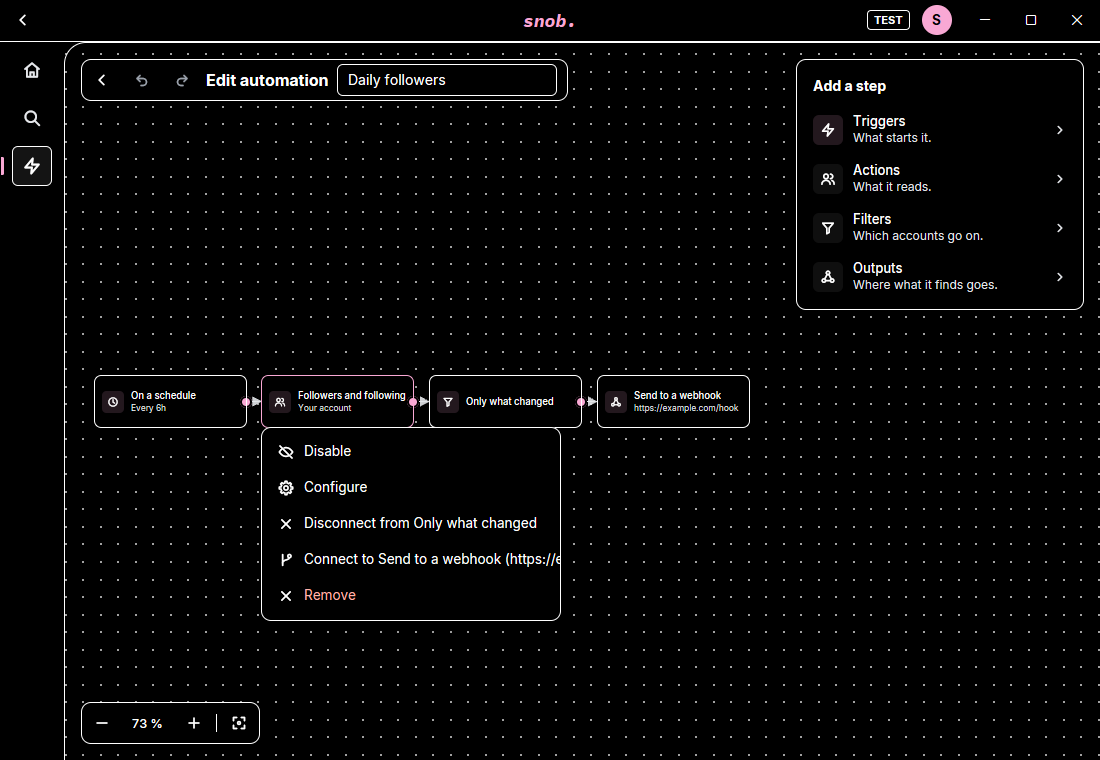 snob.
TEST
S
Edit automation
Daily followers
Add a step
Triggers
What starts it.
Actions
What it reads.
Filters
Which accounts go on.
Outputs
Where what it finds goes.
On a schedule
Every 6h
Followers and following
Your account
Only what changed
Send to a webhook
https://example.com/hook
Disable
Configure
Disconnect from Only what changed
Connect to Send to a webhook (https://e
Remove
73 %